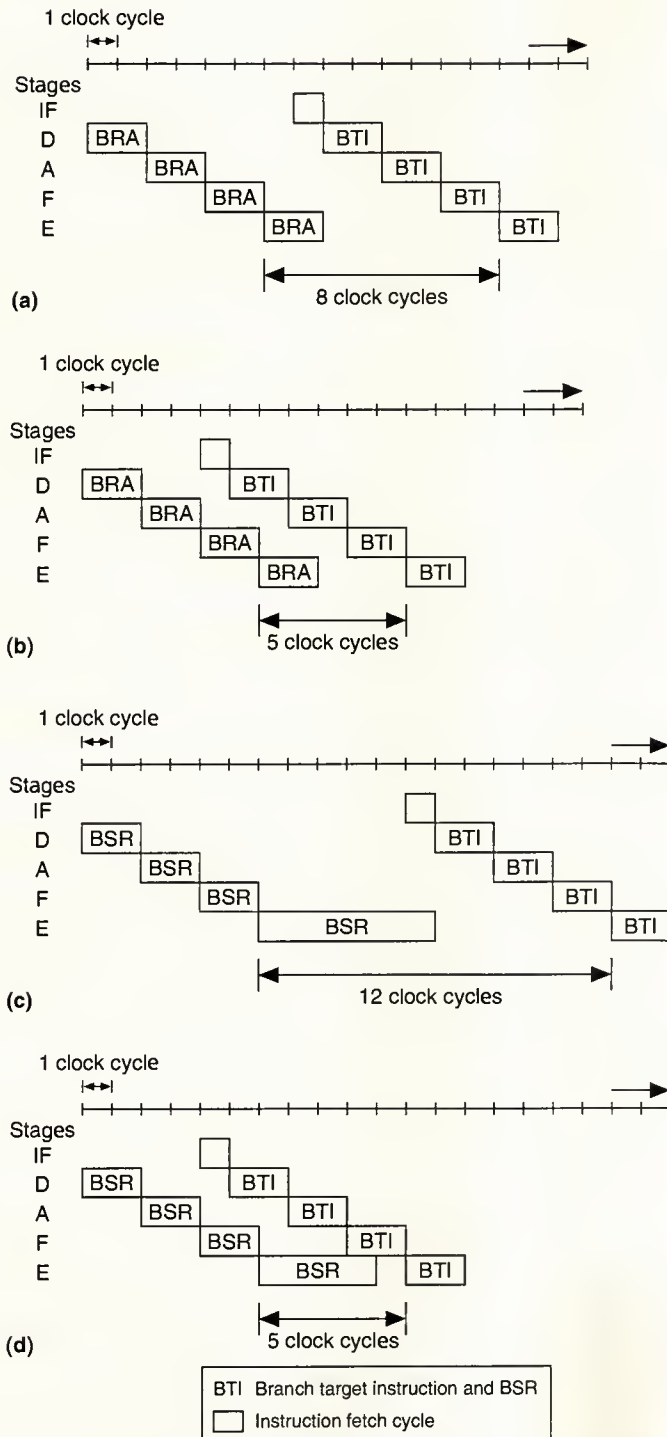 1 clock cycle
Stages
IF
D BRA BTI
A BRA BTI
F BRA BTI
E BRA BTI
8 clock cycles
(a)
1 clock cycle
Stages
IF
D BRA BTI
A BRA BTI
F BRA BTI
E BRA BTI
5 clock cycles
(b)
1 clock cycle
Stages
IF
D BSR BTI
A BSR BTI
F BSR BTI
E BSR BTI
12 clock cycles
(c)
1 clock cycle
Stages
IF
D BSR BTI
A BSR BTI
F BSR BTI
E BSR BTI
5 clock cycles
(d)
BTI Branch target instruction and BSR
Instruction fetch cycle